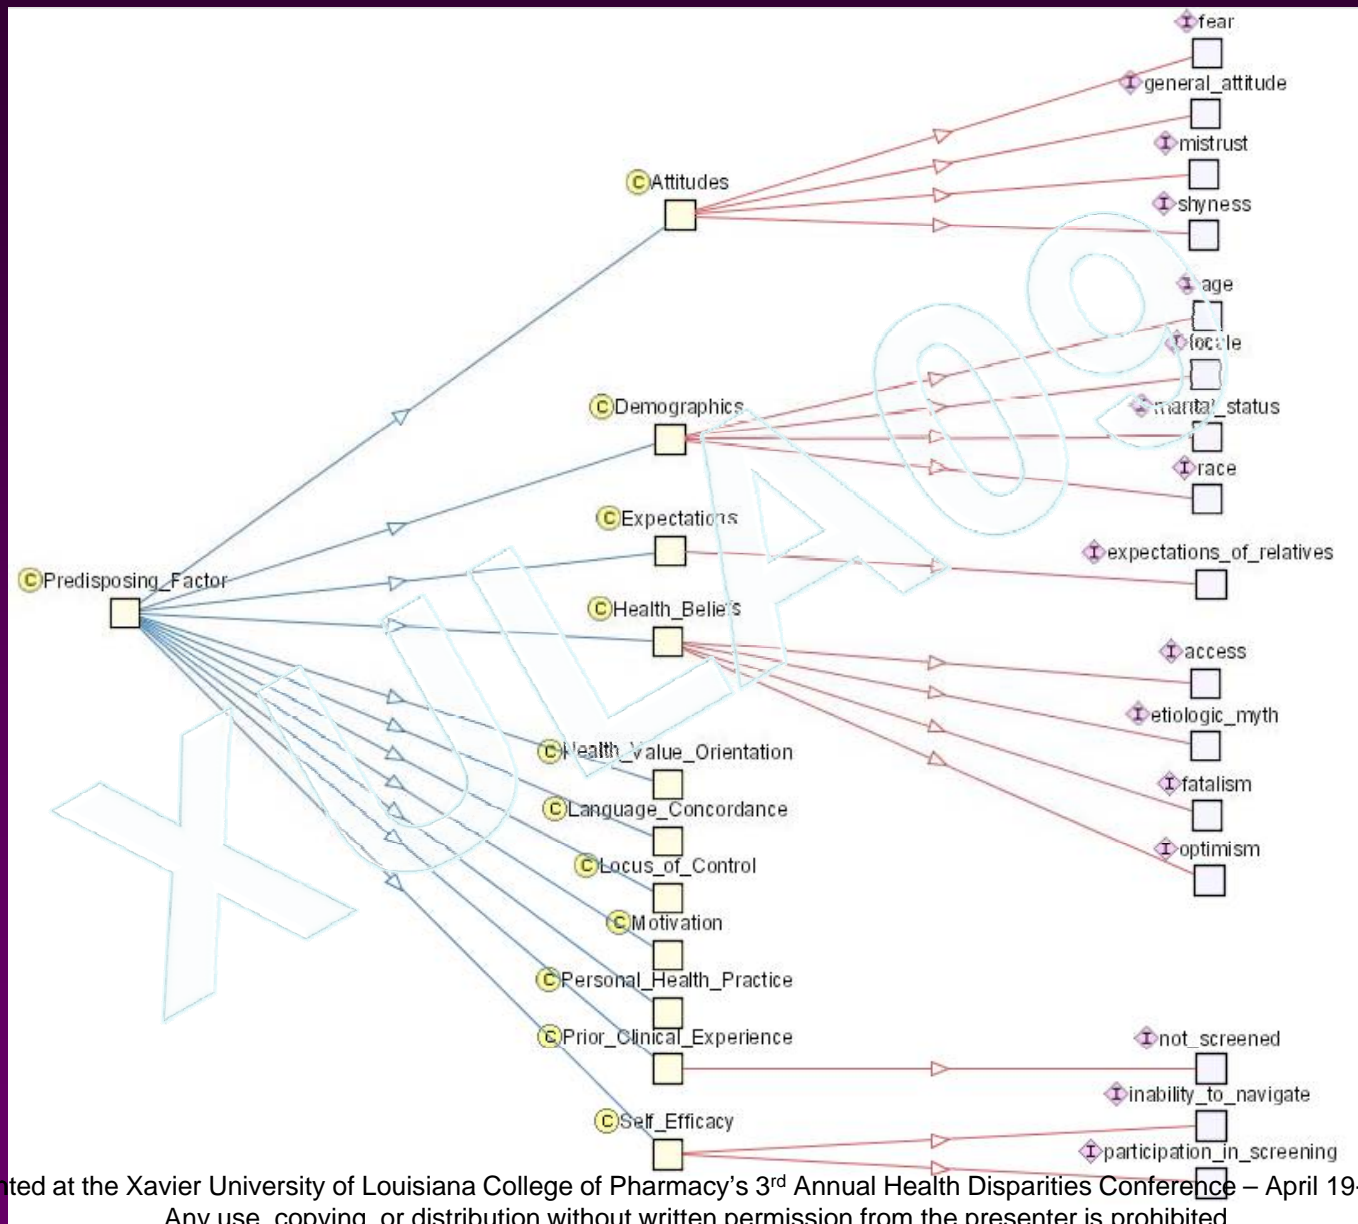 I fear
I general_attitude
I mistrust
C Attitudes
I shyness
I age
I locale
C Demographics
I marital_status
I race
C Expectations
I expectations_of_relatives
C Predisposing_Factor
C Health_Beliefs
I access
I etiologic_myth
C Health_Value_Orientation
I fatalism
C Language_Concordance
I optimism
C Locus_of_Control
C Motivation
C Personal_Health_Practice
C Prior_Clinical_Experience
I not_screened
I inability_to_navigate
C Self_Efficacy
I participation_in_screening
XULA09
nted at the Xavier University of Louisiana College of Pharmacy's 3rd Annual Health Disparities Conference – April 19-
Any use, copying, or distribution without written permission from the presenter is prohibited